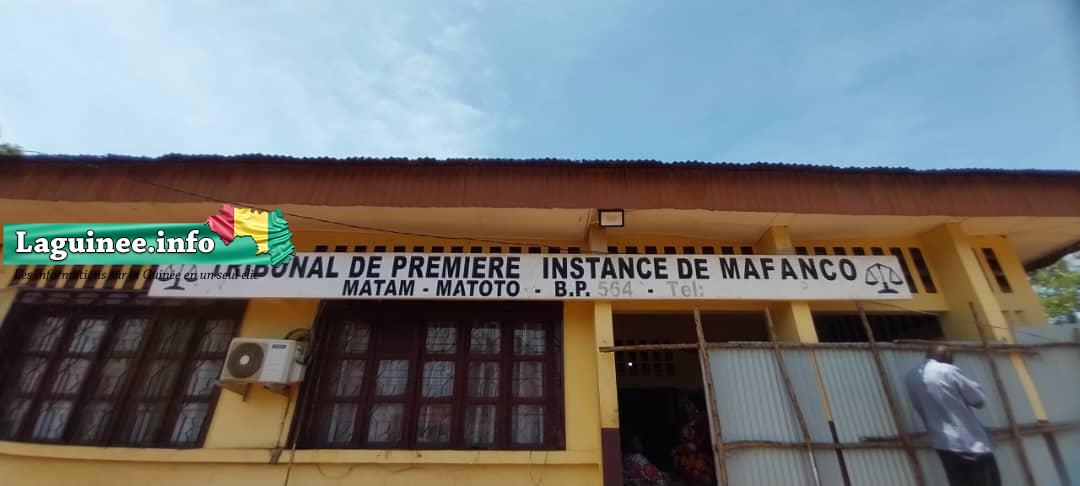 Laguinee.info
Les informations sur la Guinée en un seul clic
DE PREMIERE INSTANCE DE MAFANCO
MATAM - MATOTO - B.P. 564 - Tel: